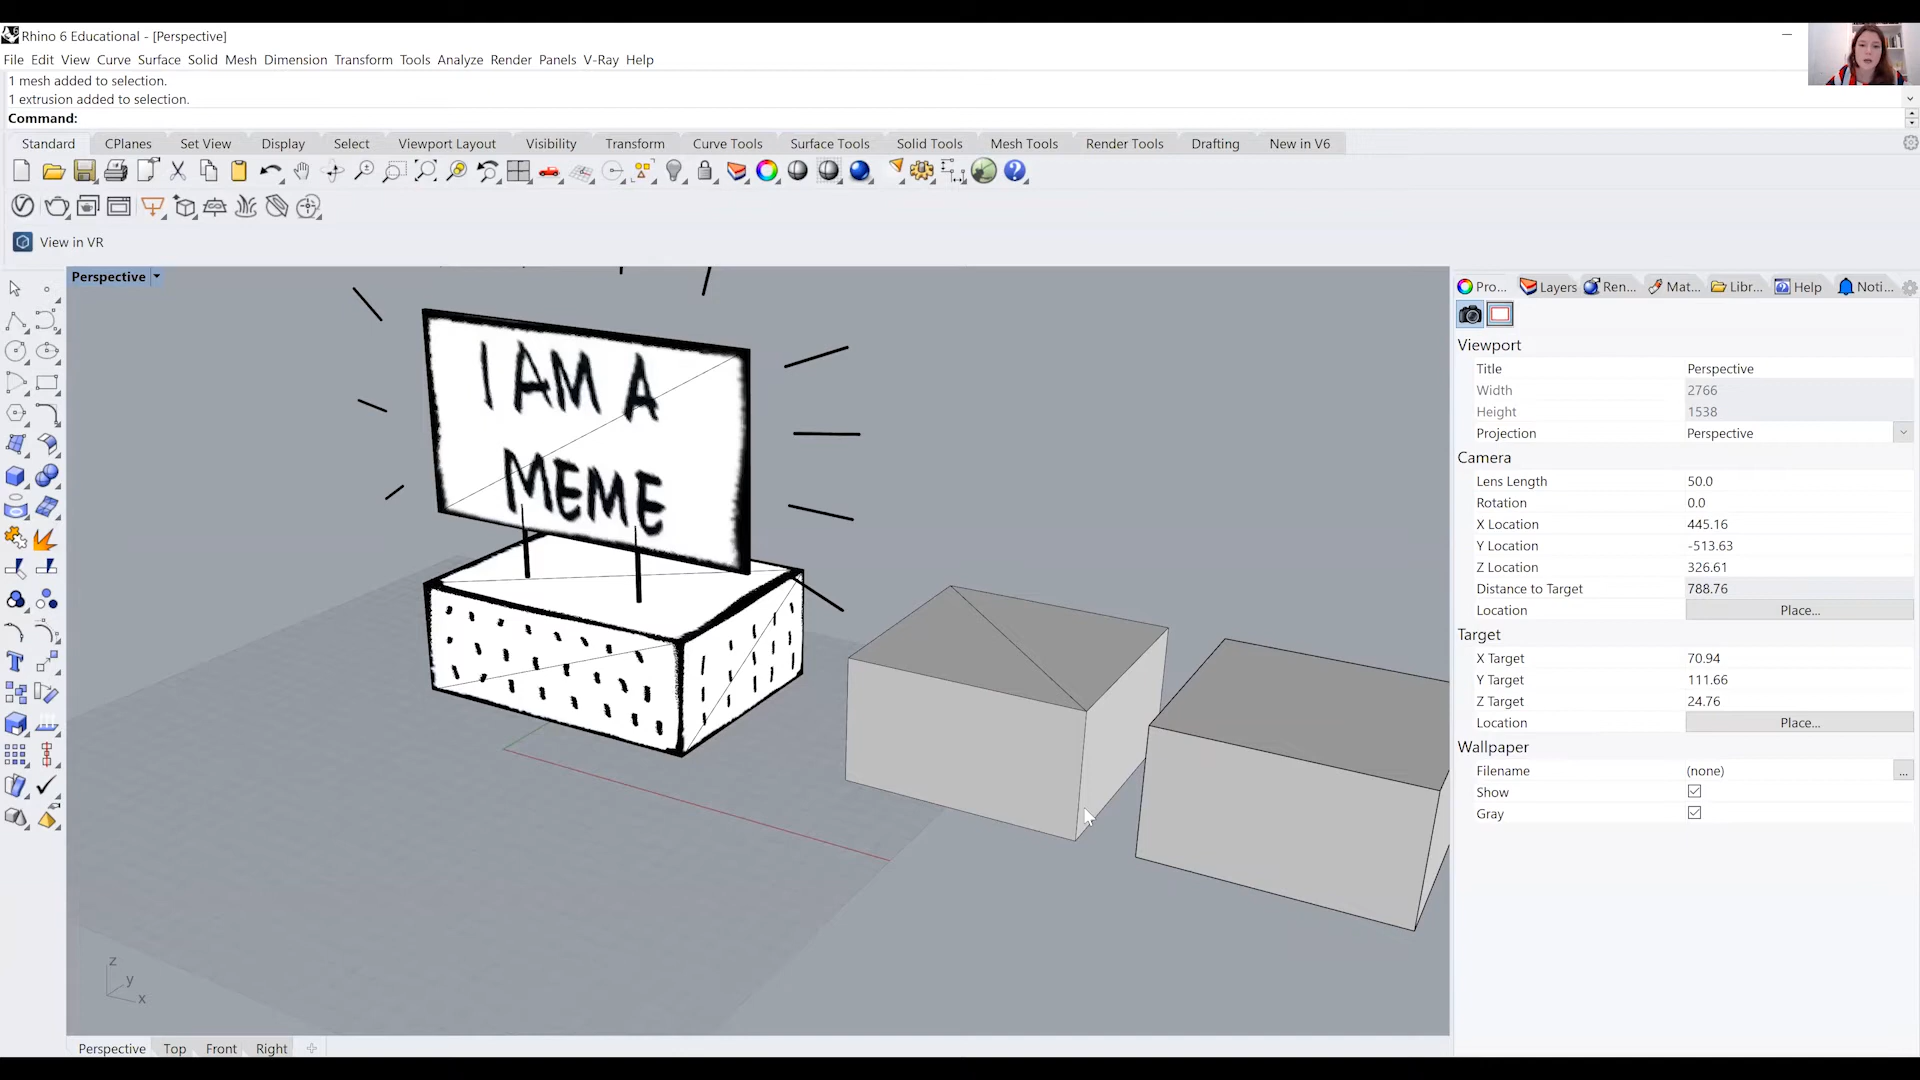 Rhino 6 Educational - [Perspective]
File Edit View Curve Surface Solid Mesh Dimension Transform Tools Analyze Render Panels V-Ray Help
1 mesh added to selection.
1 extrusion added to selection.
Command:
Standard CPlanes Set View Display Select Viewport Layout Visibility Transform Curve Tools Surface Tools Solid Tools Mesh Tools Render Tools Drafting New in V6
View in VR
Perspective
I AM A
MEME
z
y
x
Perspective Top Front Right
Pro... Layers Ren... Mat... Libr... Help Noti...
Viewport
Title Perspective
Width 2766
Height 1538
Projection Perspective
Camera
Lens Length 50.0
Rotation 0.0
X Location 445.16
Y Location -513.63
Z Location 326.61
Distance to Target 788.76
Location Place...
Target
X Target 70.94
Y Target 111.66
Z Target 24.76
Location Place...
Wallpaper
Filename (none) ...
Show
Gray